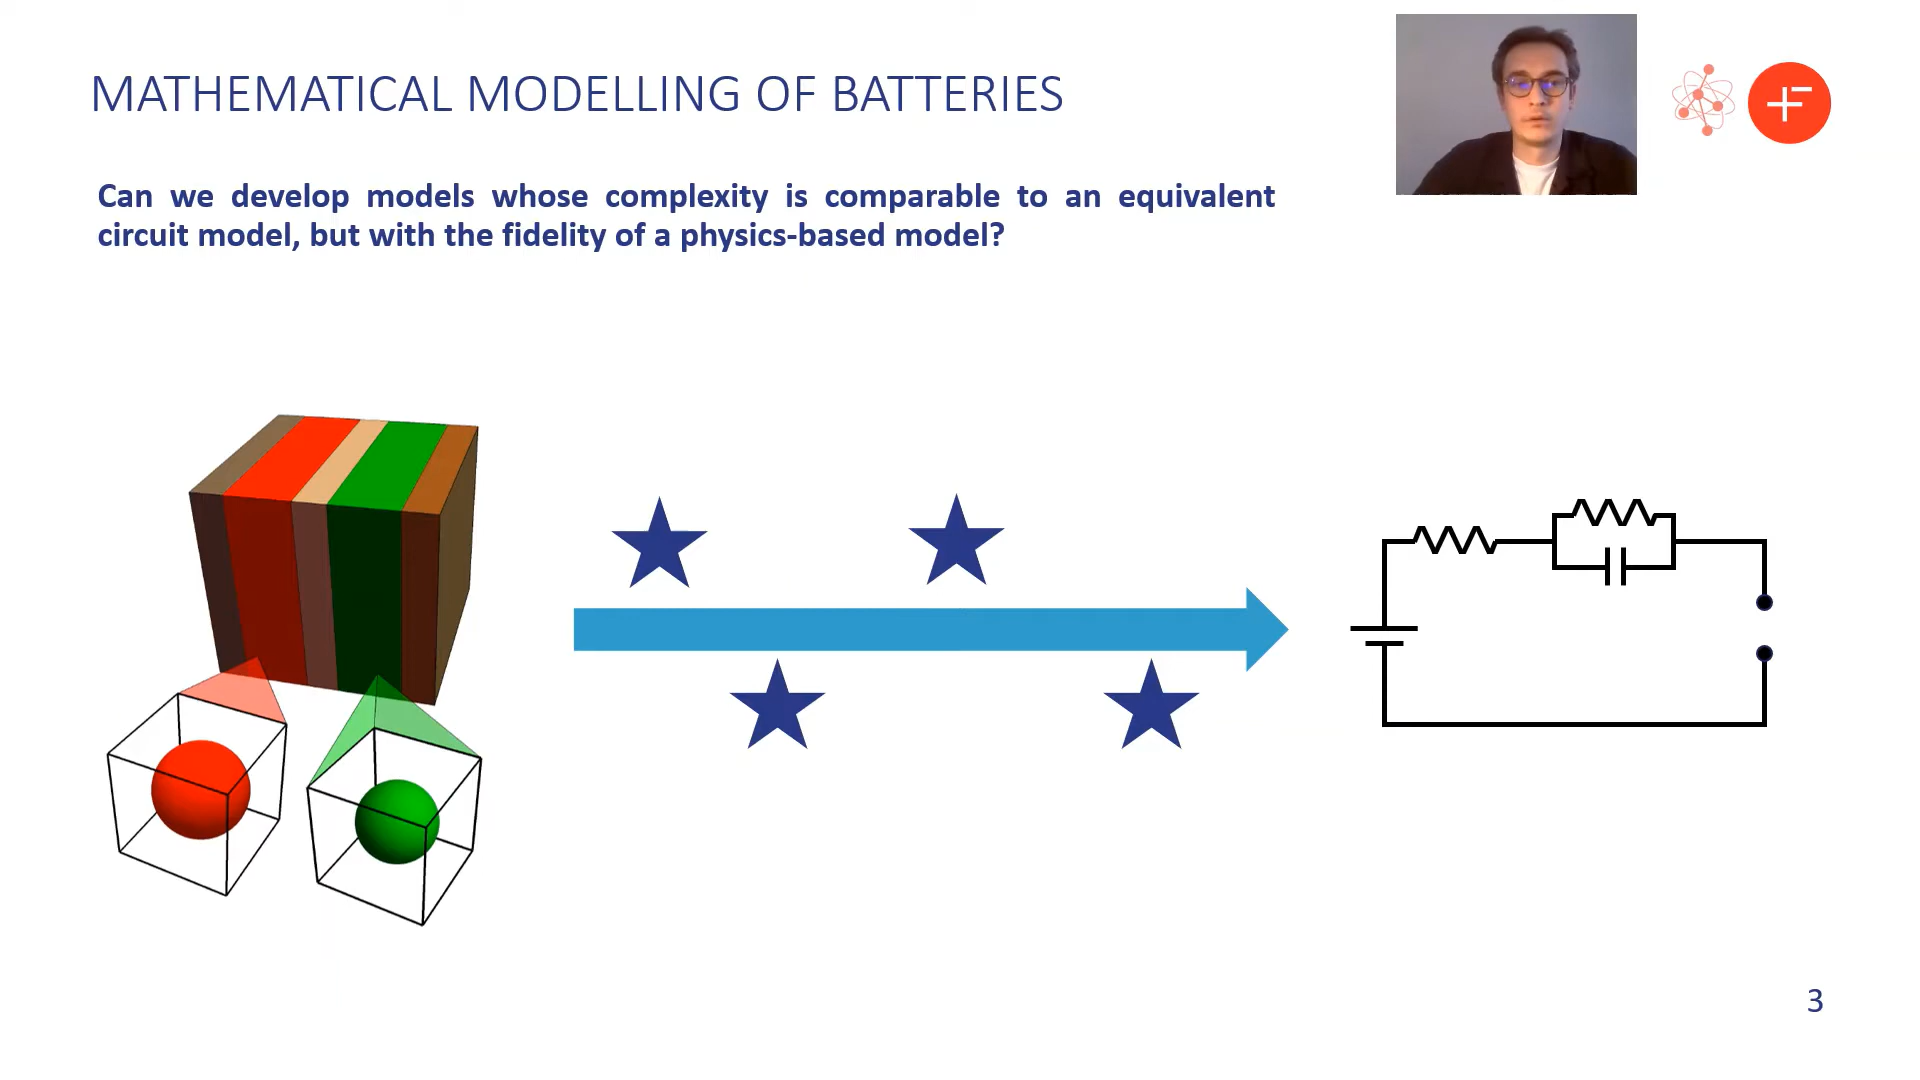 MATHEMATICAL MODELLING OF BATTERIES
Can we develop models whose complexity is comparable to an equivalent
circuit model, but with the fidelity of a physics-based model?
3